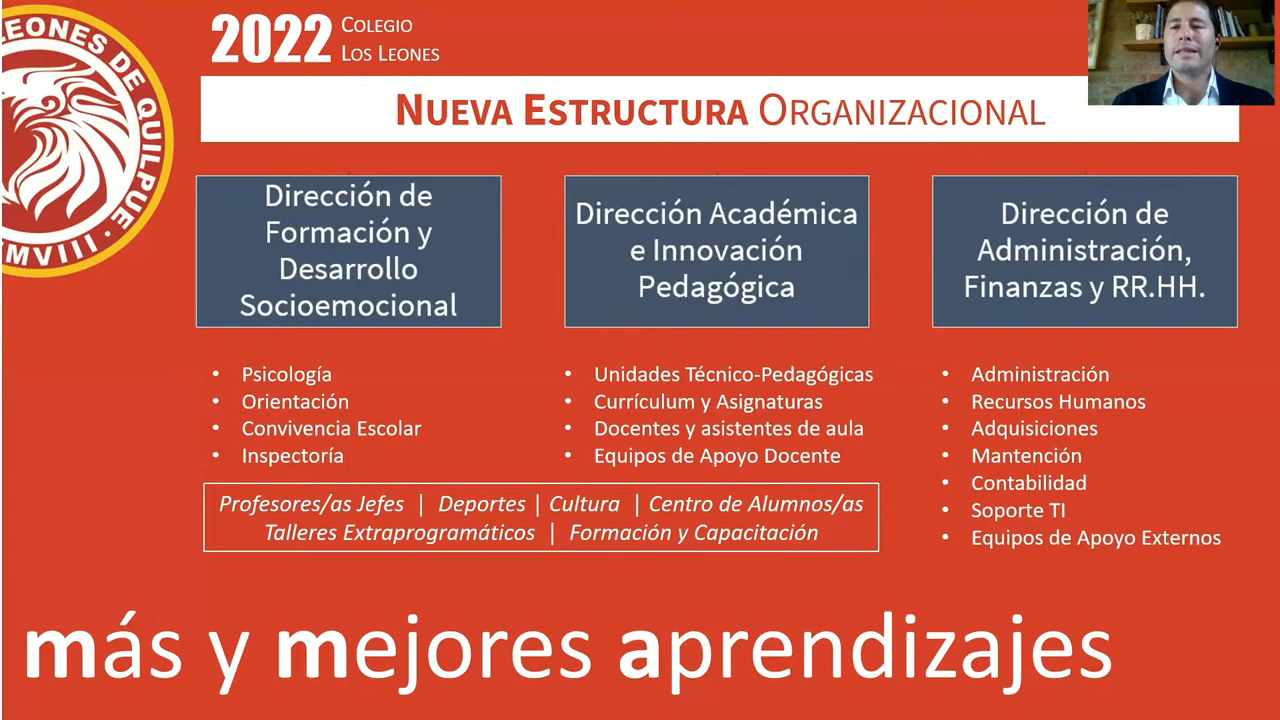 2022
COLEGIO
LOS LEONES
NUEVA ESTRUCTURA ORGANIZACIONAL
LEONES DE QUILPUE · MMVIII
Dirección de
Formación y
Desarrollo
Socioemocional
• Psicología
• Orientación
• Convivencia Escolar
• Inspectoría
Dirección Académica
e Innovación
Pedagógica
• Unidades Técnico-Pedagógicas
• Currículum y Asignaturas
• Docentes y asistentes de aula
• Equipos de Apoyo Docente
Profesores/as Jefes | Deportes | Cultura | Centro de Alumnos/as
Talleres Extraprogramáticos | Formación y Capacitación
Dirección de
Administración,
Finanzas y RR.HH.
• Administración
• Recursos Humanos
• Adquisiciones
• Mantención
• Contabilidad
• Soporte TI
• Equipos de Apoyo Externos
más y mejores aprendizajes